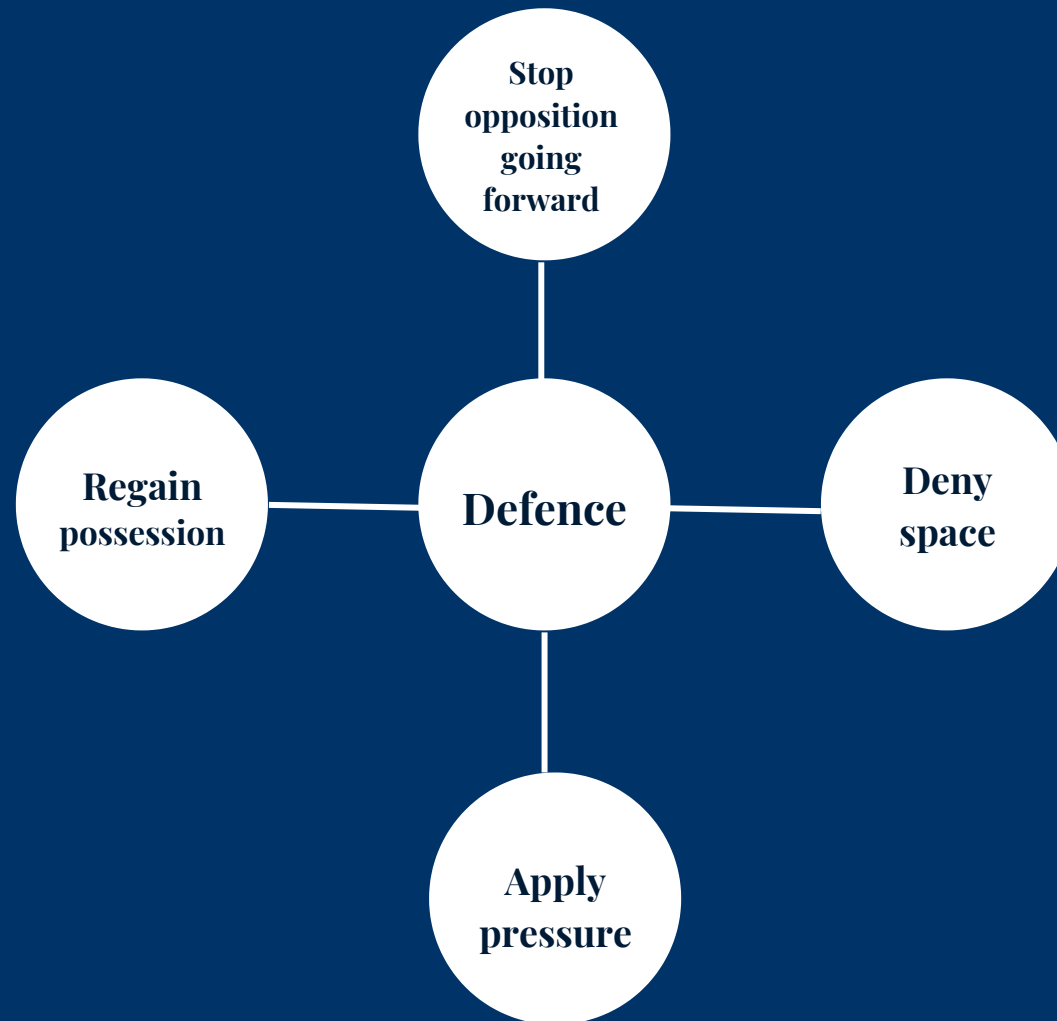 Stop
opposition
going
forward
Regain
possession
Defence
Deny
space
Apply
pressure